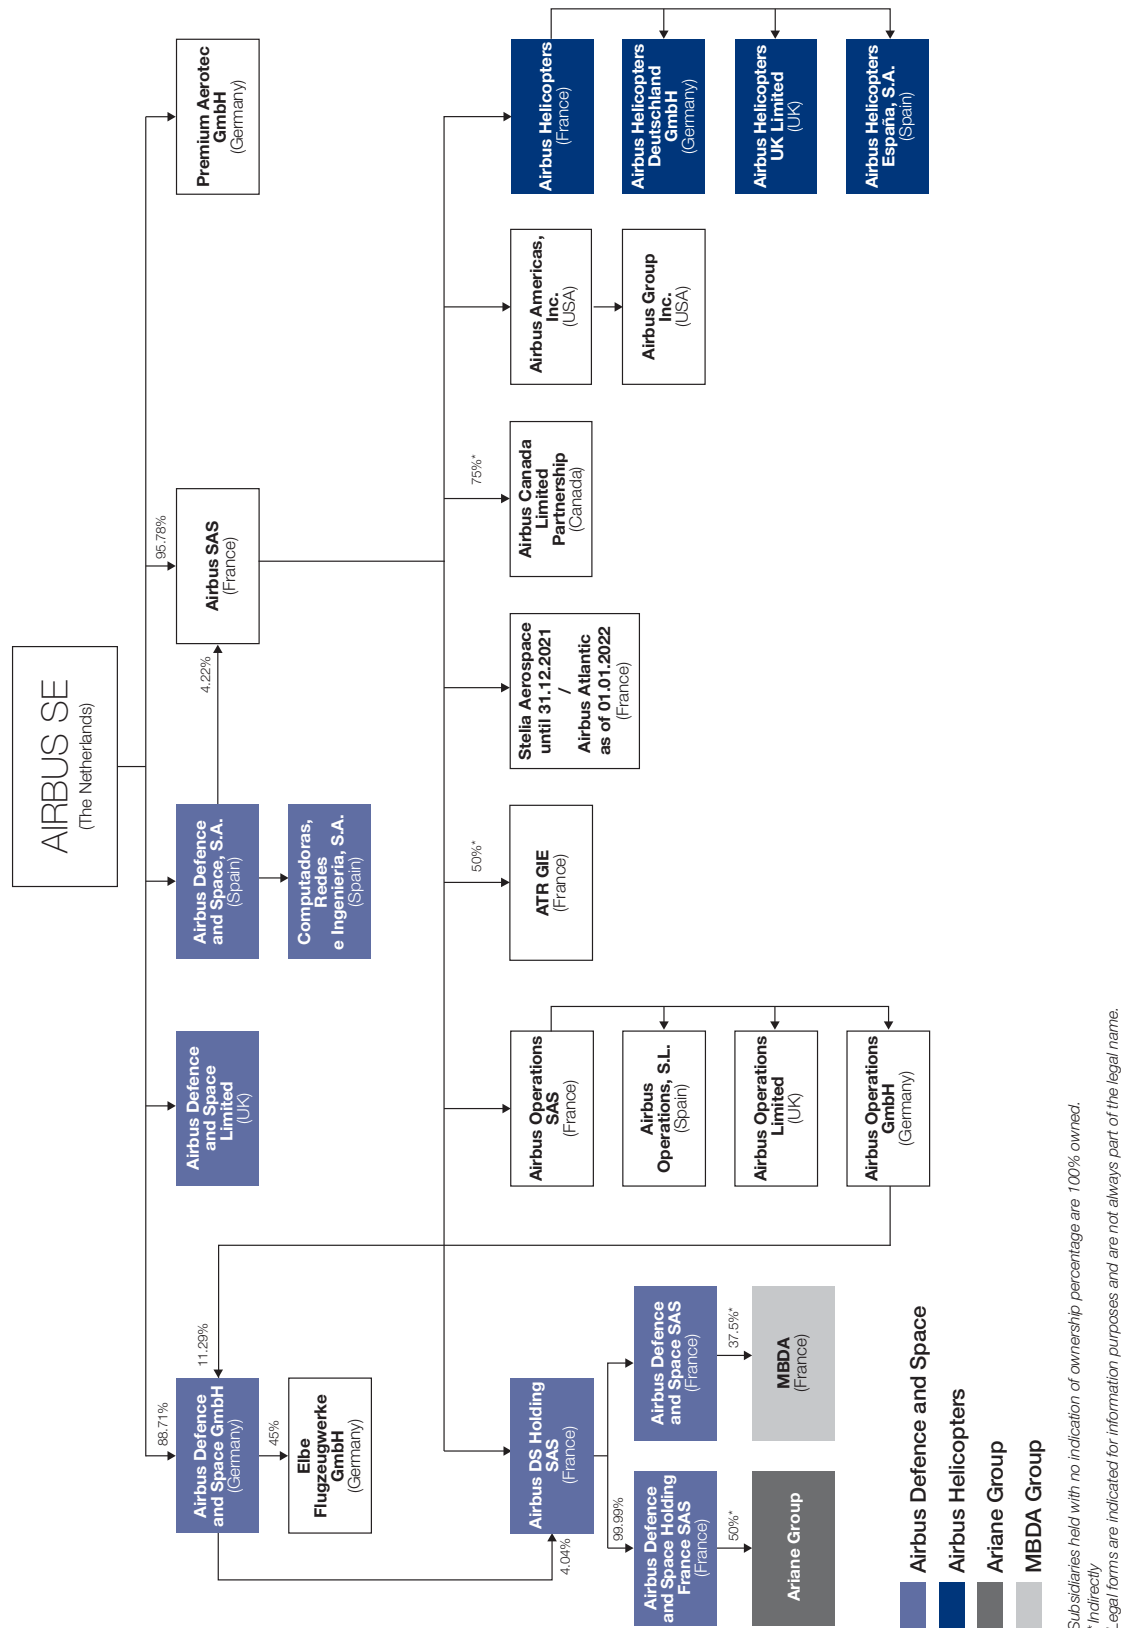 AIRBUS SE
(The Netherlands)
88.71%
11.29%
4.22%
95.78%
Airbus Defence
and Space GmbH
(Germany)
Airbus Defence
and Space
Limited
(UK)
Airbus Defence
and Space, S.A.
(Spain)
Airbus SAS
(France)
Premium Aerotec
GmbH
(Germany)
45%
Elbe
Flugzeugwerke
GmbH
(Germany)
Computadoras,
Redes
e Ingenieria, S.A.
(Spain)
4.04%
50%*
75%*
Airbus DS Holding
SAS
(France)
Airbus Operations
SAS
(France)
ATR GIE
(France)
Stelia Aerospace
until 31.12.2021
/
Airbus Atlantic
as of 01.01.2022
(France)
Airbus Canada
Limited
Partnership
(Canada)
Airbus Americas,
Inc.
(USA)
Airbus Helicopters
(France)
99.99%
Airbus Defence
and Space Holding
France SAS
(France)
Airbus Defence
and Space SAS
(France)
Airbus
Operations, S.L.
(Spain)
Airbus Group
Inc.
(USA)
Airbus Helicopters
Deutschland
GmbH
(Germany)
50%*
37.5%*
Ariane Group
MBDA
(France)
Airbus Operations
Limited
(UK)
Airbus Helicopters
UK Limited
(UK)
Airbus Operations
GmbH
(Germany)
Airbus Helicopters
España, S.A.
(Spain)
Airbus Defence and Space
Airbus Helicopters
Ariane Group
MBDA Group
Subsidiaries held with no indication of ownership percentage are 100% owned.
* Indirectly
Legal forms are indicated for information purposes and are not always part of the legal name.